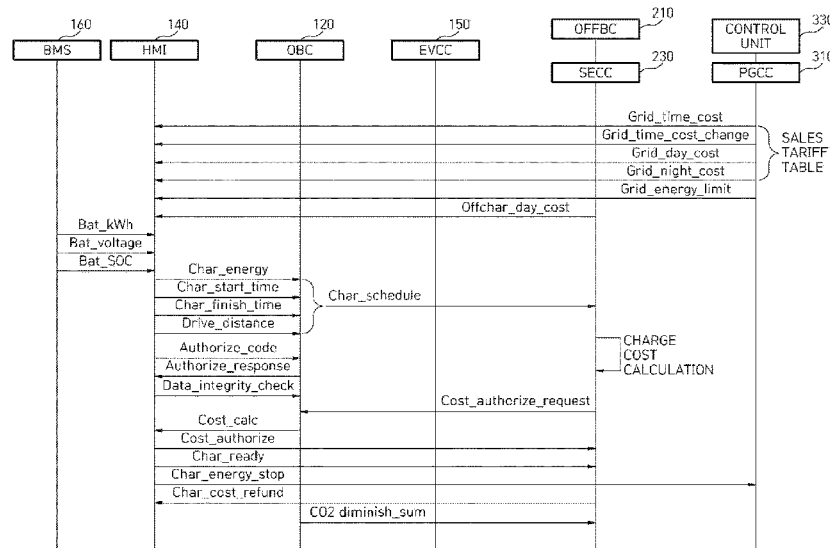 160
140
120
150
210
330
BMS
HMI
OBC
EVCC
OFFBC
CONTROL UNIT
230
310
SECC
PGCC
Grid_time_cost
Grid_time_cost_change
Grid_day_cost
Grid_night_cost
SALES
TARIFF
TABLE
Grid_energy_limit
Offchar_day_cost
Bat_kWh
Bat_voltage
Bat_SOC
Char_energy
Char_start_time
Char_finish_time
Drive_distance
Char_schedule
Authorize_code
Authorize_response
Data_integrity_check
CHARGE
COST
CALCULATION
Cost_authorize_request
Cost_calc
Cost_authorize
Char_ready
Char_energy_stop
Char_cost_refund
CO2 diminish_sum